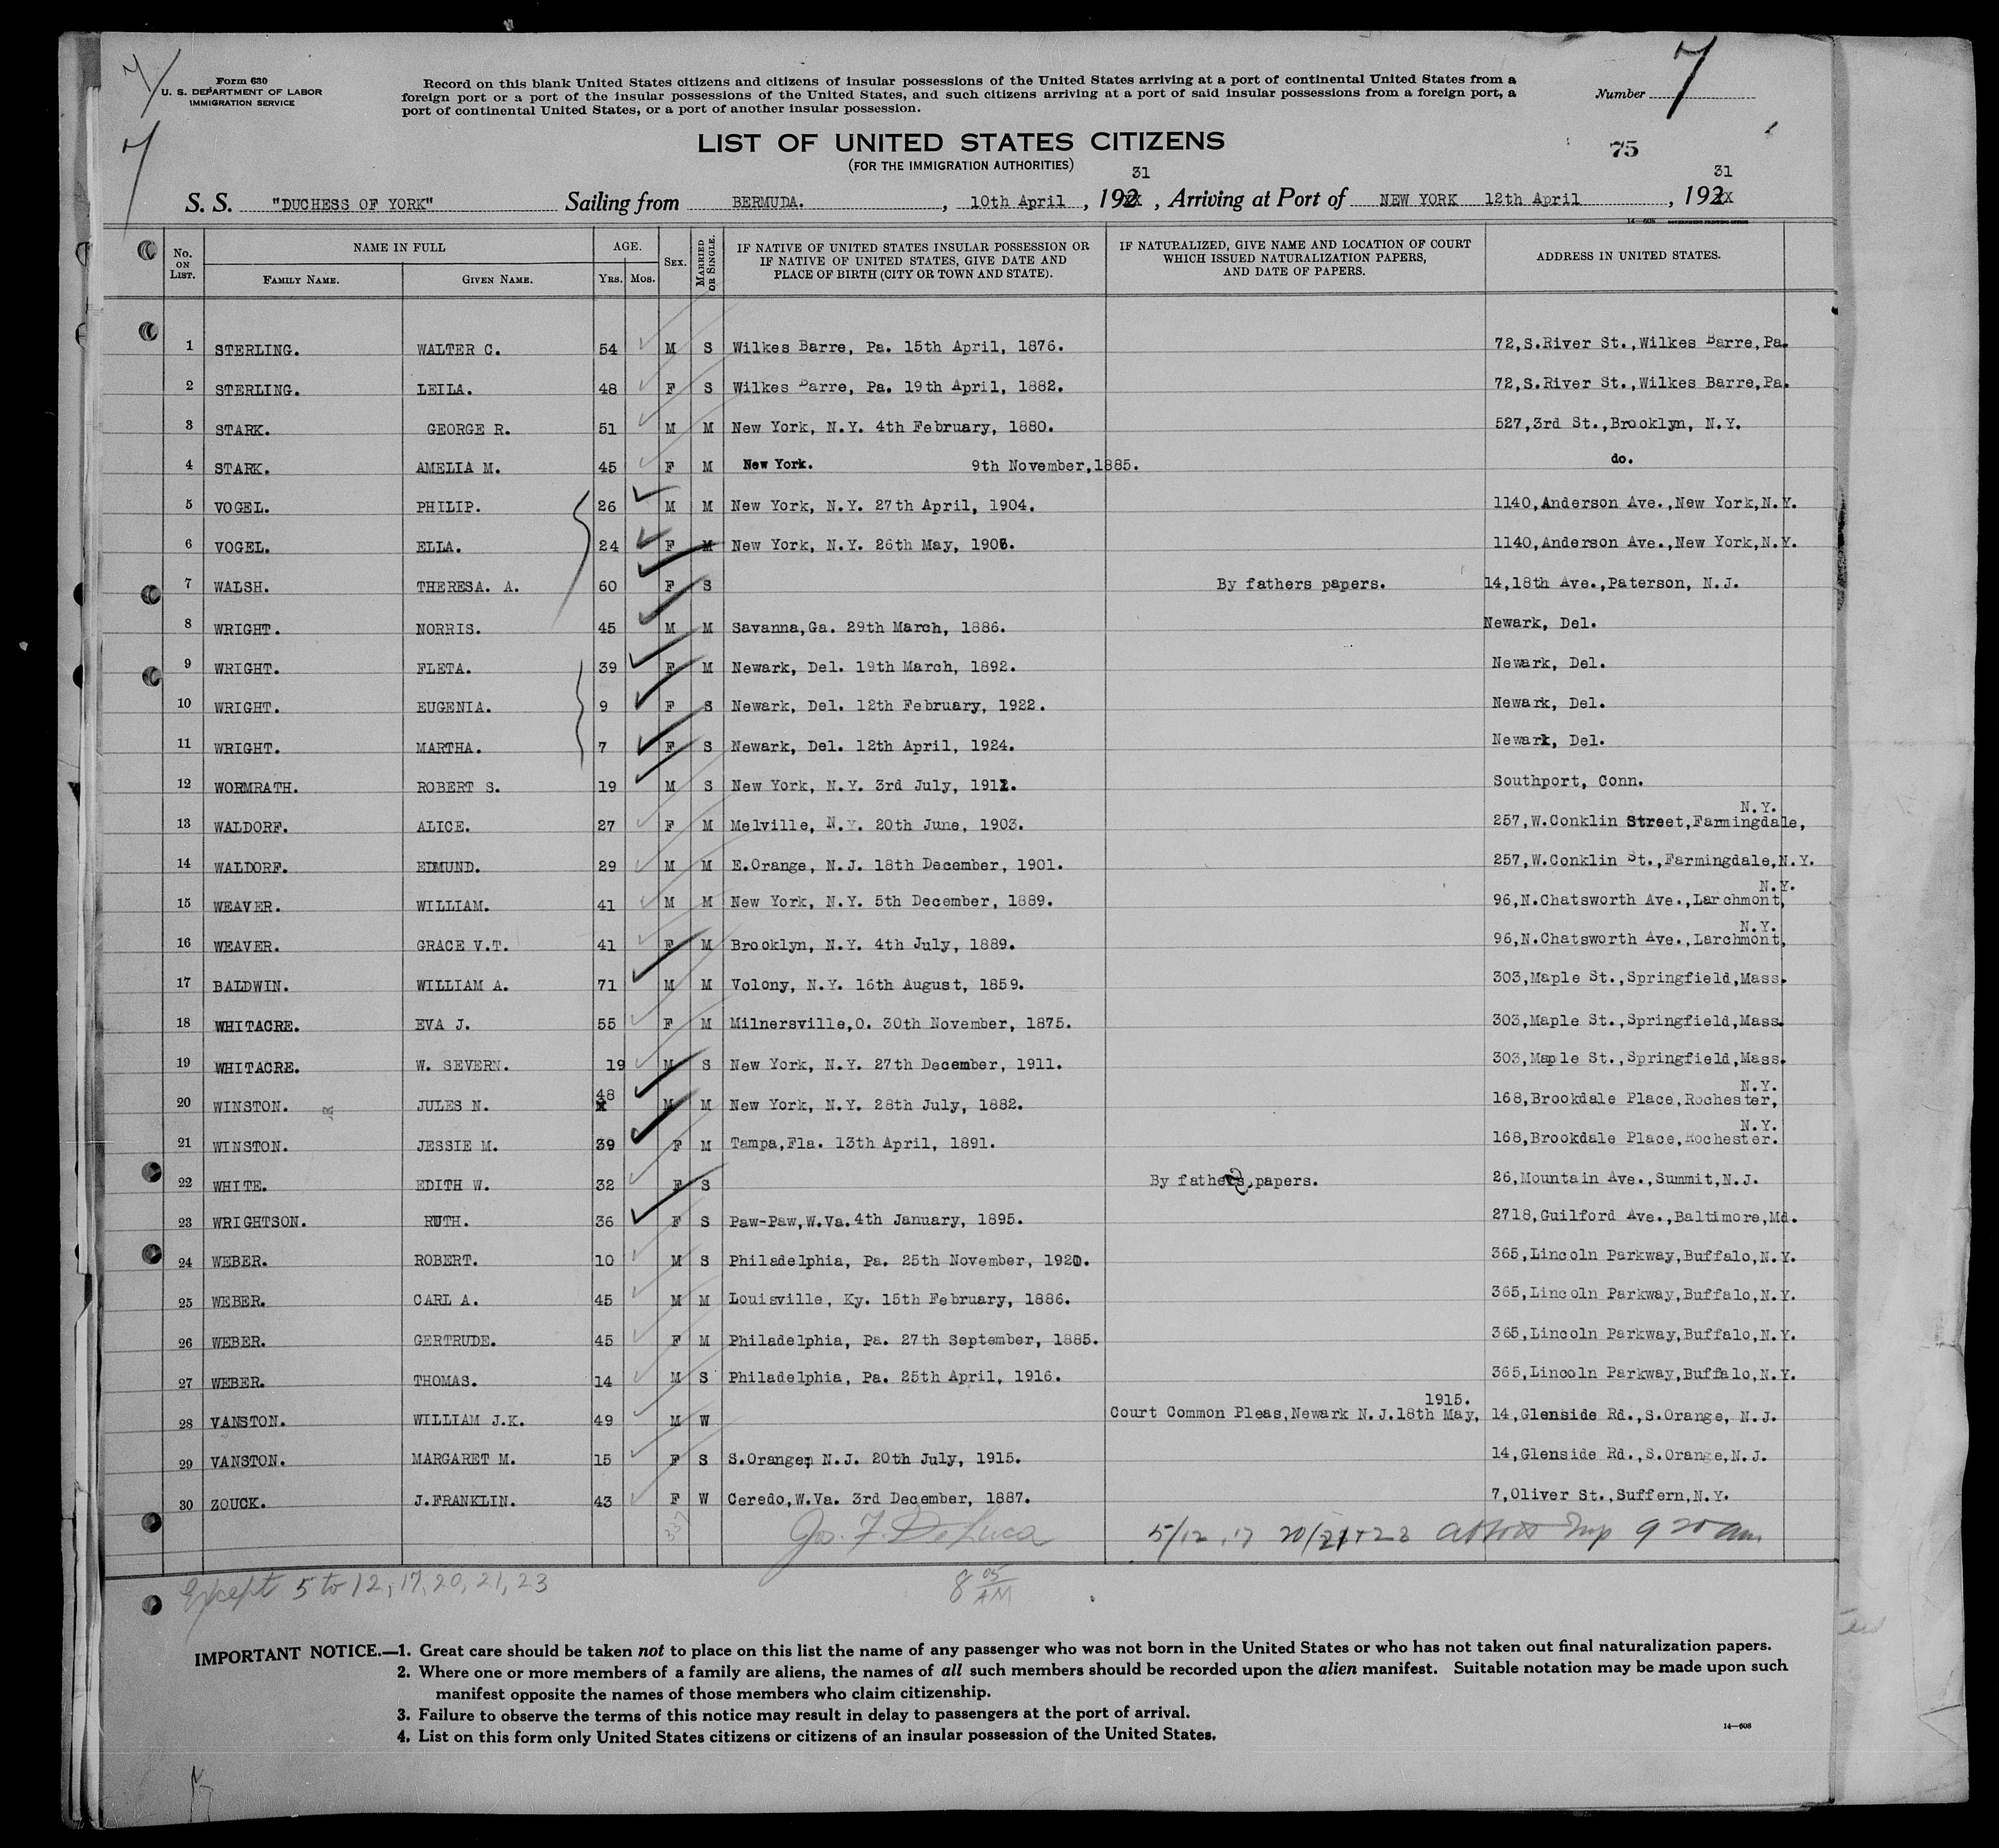 7
Form 630
U. S. DEPARTMENT OF LABOR
IMMIGRATION SERVICE
7
Record on this blank United States citizens and citizens of insular possessions of the United States arriving at a port of continental United States from a
foreign port or a port of the insular possessions of the United States, and such citizens arriving at a port of said insular possessions from a foreign port, a
port of continental United States, or a port of another insular possession.
Number 7
LIST OF UNITED STATES CITIZENS
(FOR THE IMMIGRATION AUTHORITIES)
75
31 31
S. S. "DUCHESS OF YORK" Sailing from BERMUDA. , 10th April , 192XX , Arriving at Port of NEW YORK 12th April , 192XX
14—608 GOVERNMENT PRINTING OFFICE
No. ON LIST. NAME IN FULL FAMILY NAME. GIVEN NAME. AGE. YRS. MOS. SEX. MARRIED OR SINGLE. IF NATIVE OF UNITED STATES INSULAR POSSESSION OR IF NATIVE OF UNITED STATES, GIVE DATE AND PLACE OF BIRTH (CITY OR TOWN AND STATE). IF NATURALIZED, GIVE NAME AND LOCATION OF COURT WHICH ISSUED NATURALIZATION PAPERS, AND DATE OF PAPERS. ADDRESS IN UNITED STATES.
1 STERLING. WALTER C. 54 M S Wilkes Barre, Pa. 15th April, 1876. 72,S.River St.,Wilkes Barre,Pa.
2 STERLING. LEILA. 48 F S Wilkes Barre, Pa. 19th April, 1882. 72,S.River St.,Wilkes Barre,Pa.
3 STARK. GEORGE R. 51 M M New York, N.Y. 4th February, 1880. 527,3rd St.,Brooklyn, N.Y.
4 STARK. AMELIA M. 45 F M New York. 9th November,1885. do.
5 VOGEL. PHILIP. 26 M M New York, N.Y. 27th April, 1904. 1140,Anderson Ave.,New York,N.Y.
6 VOGEL. ELLA. 24 F M New York, N.Y. 26th May, 1906. 1140,Anderson Ave.,New York,N.Y.
7 WALSH. THERESA. A. 60 F S By fathers papers. 14,18th Ave.,Paterson, N.J.
8 WRIGHT. NORRIS. 45 M M Savanna,Ga. 29th March, 1886. Newark, Del.
9 WRIGHT. FLETA. 39 F M Newark, Del. 19th March, 1892. Newark, Del.
10 WRIGHT. EUGENIA. 9 F S Newark, Del. 12th February, 1922. Newark, Del.
11 WRIGHT. MARTHA. 7 F S Newark, Del. 12th April, 1924. Newark, Del.
12 WORMRATH. ROBERT S. 19 M S New York, N.Y. 3rd July, 1911. Southport, Conn.
N.Y.
13 WALDORF. ALICE. 27 F M Melville, N.Y. 20th June, 1903. 257,W.Conklin Street,Farmingdale,
14 WALDORF. EDMUND. 29 M M E.Orange, N.J. 18th December, 1901. 257,W.Conklin St.,Farmingdale,N.Y.
N.Y.
15 WEAVER. WILLIAM. 41 M M New York, N.Y. 5th December, 1889. 96,N.Chatsworth Ave.,Larchmont,
N.Y.
16 WEAVER. GRACE V.T. 41 F M Brooklyn, N.Y. 4th July, 1889. 96,N.Chatsworth Ave.,Larchmont,
17 BALDWIN. WILLIAM A. 71 M M Volony, N.Y. 16th August, 1859. 303,Maple St.,Springfield,Mass.
18 WHITACRE. EVA J. 55 F M Milnersville,O. 30th November, 1875. 303,Maple St.,Springfield,Mass.
19 WHITACRE. W. SEVERN. 19 M S New York, N.Y. 27th December, 1911. 303,Maple St.,Springfield,Mass.
48 N.Y.
20 WINSTON. JULES N. M M New York, N.Y. 28th July, 1882. 168,Brookdale Place,Rochester,
N.Y.
21 WINSTON. JESSIE M. 39 F M Tampa,Fla. 13th April, 1891. 168,Brookdale Place,Rochester.
22 WHITE. EDITH W. 32 F S By fathers papers. 26,Mountain Ave.,Summit,N.J.
23 WRIGHTSON. RUTH. 36 F S Paw-Paw,W.Va. 4th January, 1895. 2718,Guilford Ave.,Baltimore,Md.
24 WEBER. ROBERT. 10 M S Philadelphia, Pa. 25th November, 1920. 365,Lincoln Parkway,Buffalo,N.Y.
25 WEBER. CARL A. 45 M M Louisville, Ky. 15th February, 1886. 365,Lincoln Parkway,Buffalo,N.Y.
26 WEBER. GERTRUDE. 45 F M Philadelphia, Pa. 27th September, 1885. 365,Lincoln Parkway,Buffalo,N.Y.
27 WEBER. THOMAS. 14 M S Philadelphia, Pa. 25th April, 1916. 365,Lincoln Parkway,Buffalo,N.Y.
1915.
28 VANSTON. WILLIAM J.K. 49 M W Court Common Pleas,Newark N.J.18th May, 14,Glenside Rd.,S.Orange, N.J.
29 VANSTON. MARGARET M. 15 F S S.Orange, N.J. 20th July, 1915. 14,Glenside Rd.,S.Orange,N.J.
30 ZOUCK. J.FRANKLIN. 43 F W Ceredo,W.Va. 3rd December, 1887. 7,Oliver St.,Suffern,N.Y.
337 Jos. F. DeLuca 5/12, 17 20/21+23 Insp 9 20 am
Except 5 to 12, 17, 20, 21, 23 8 05 AM
IMPORTANT NOTICE.—1. Great care should be taken not to place on this list the name of any passenger who was not born in the United States or who has not taken out final naturalization papers.
2. Where one or more members of a family are aliens, the names of all such members should be recorded upon the alien manifest. Suitable notation may be made upon such
manifest opposite the names of those members who claim citizenship.
3. Failure to observe the terms of this notice may result in delay to passengers at the port of arrival.
4. List on this form only United States citizens or citizens of an insular possession of the United States.
14—608